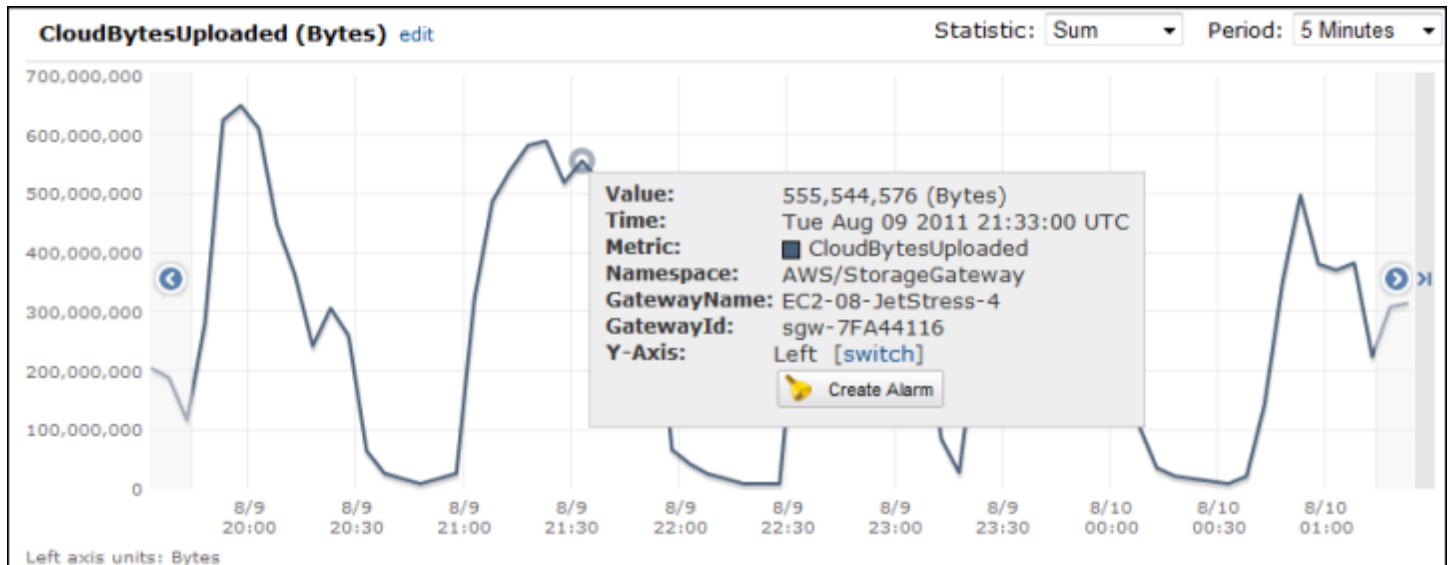 CloudBytesUploaded (Bytes) edit
Statistic: Sum Period: 5 Minutes
700,000,000
600,000,000
500,000,000
400,000,000
300,000,000
200,000,000
100,000,000
0
Value: 555,544,576 (Bytes)
Time: Tue Aug 09 2011 21:33:00 UTC
Metric: CloudBytesUploaded
Namespace: AWS/StorageGateway
GatewayName: EC2-08-JetStress-4
GatewayId: sgw-7FA44116
Y-Axis: Left [switch]
Create Alarm
8/9 8/9 8/9 8/9 8/9 8/9 8/9 8/9 8/10 8/10 8/10
20:00 20:30 21:00 21:30 22:00 22:30 23:00 23:30 00:00 00:30 01:00
Left axis units: Bytes